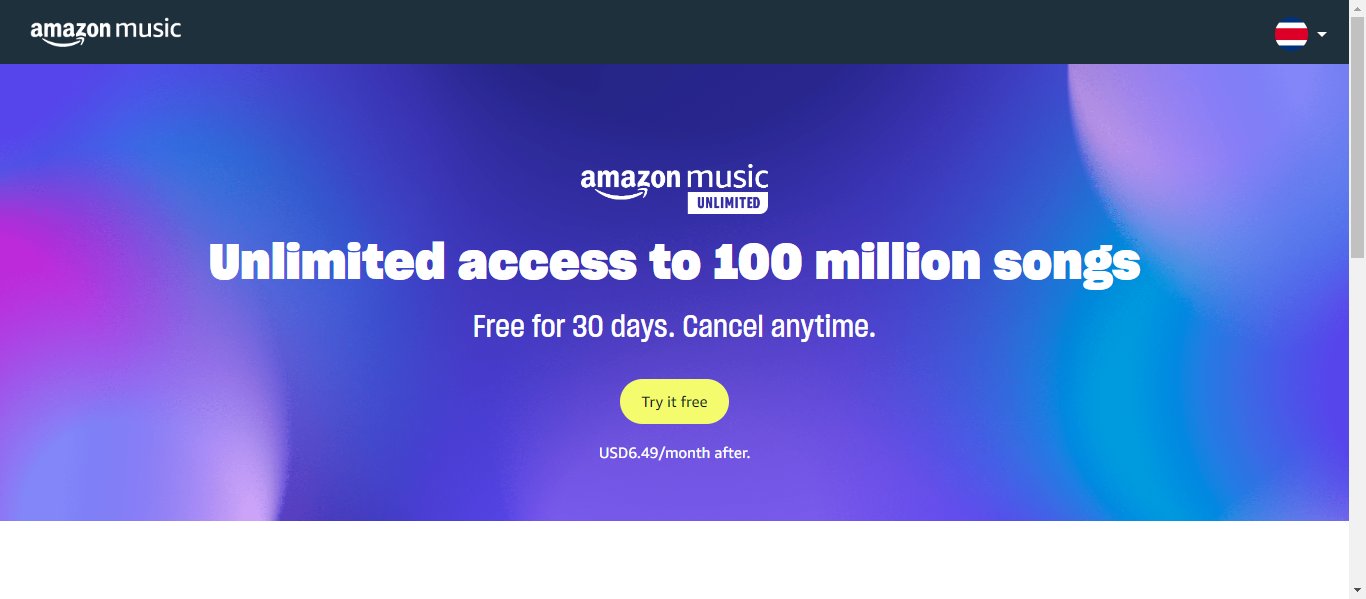 amazon music
amazon music
UNLIMITED
Unlimited access to 100 million songs
Free for 30 days. Cancel anytime.
Try it free
USD6.49/month after.